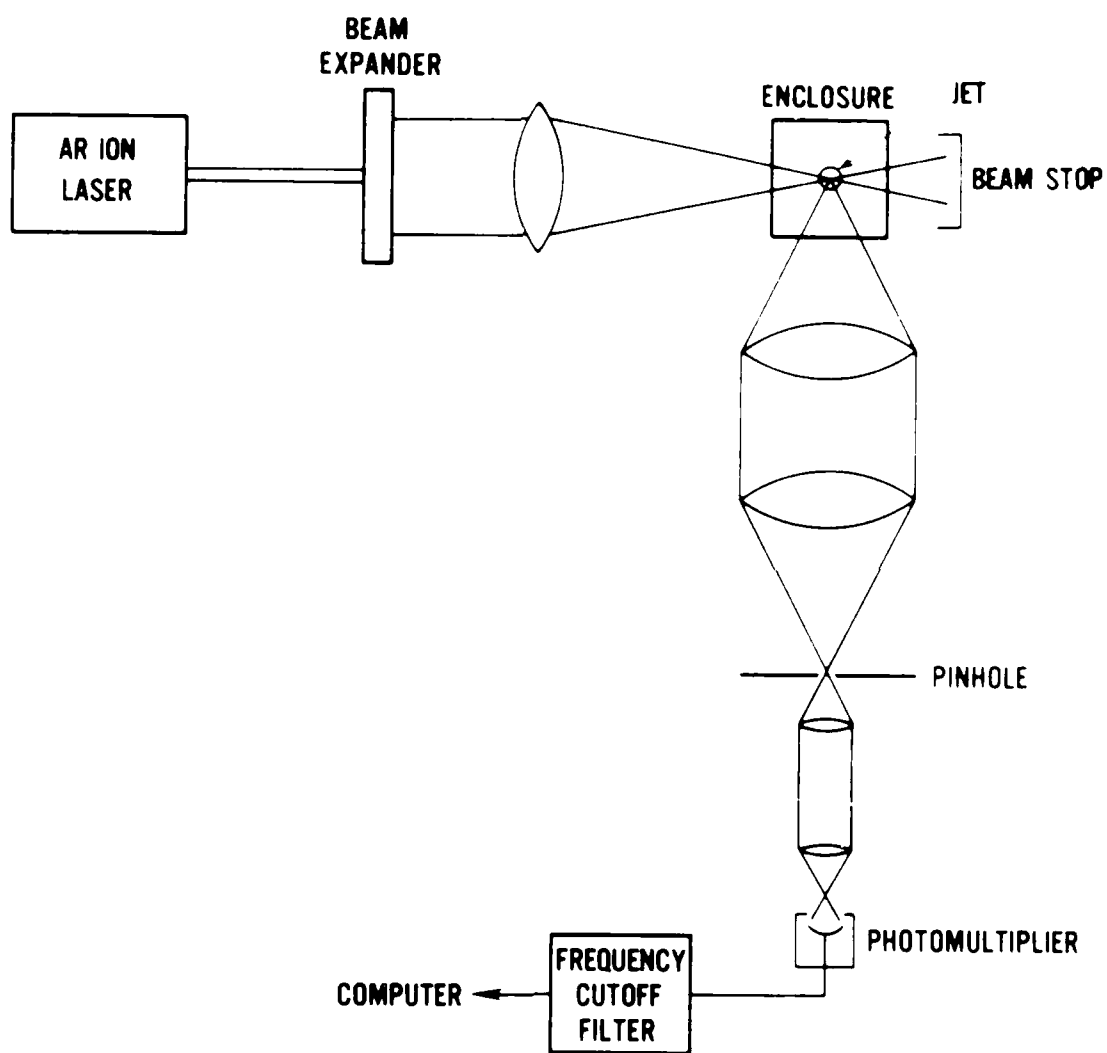 BEAM
EXPANDER
AR ION
LASER
ENCLOSURE
JET
BEAM STOP
PINHOLE
PHOTOMULTIPLIER
FREQUENCY
CUTOFF
FILTER
COMPUTER